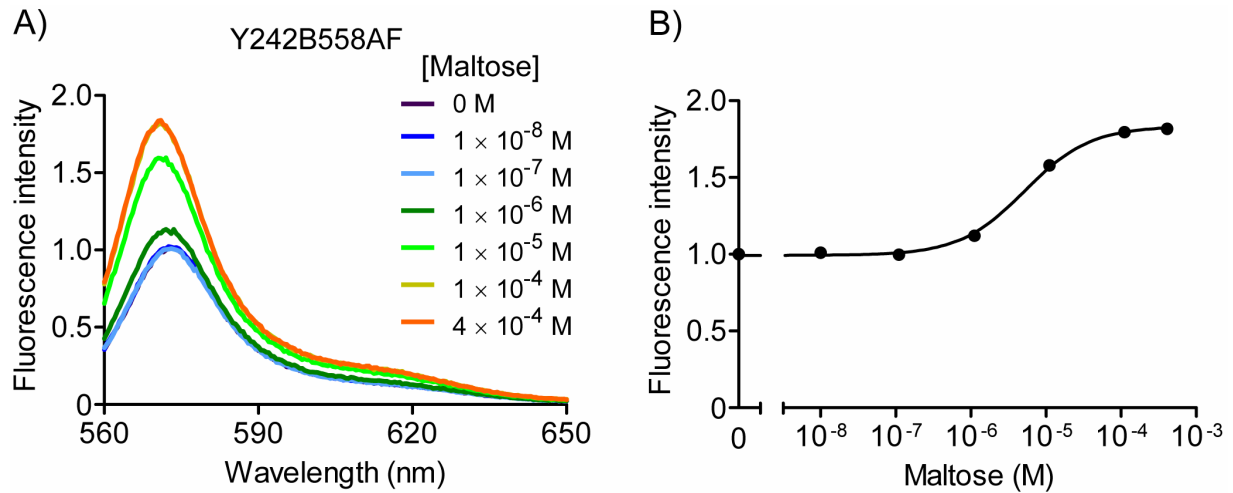 A)
Y242B558AF
[Maltose]
0 M
1 × 10⁻⁸ M
1 × 10⁻⁷ M
1 × 10⁻⁶ M
1 × 10⁻⁵ M
1 × 10⁻⁴ M
4 × 10⁻⁴ M
Fluorescence intensity
2.0
1.5
1.0
0.5
0
560
590
620
650
Wavelength (nm)
B)
Fluorescence intensity
2.0
1.5
1.0
0.5
0
0
10⁻⁸
10⁻⁷
10⁻⁶
10⁻⁵
10⁻⁴
10⁻³
Maltose (M)